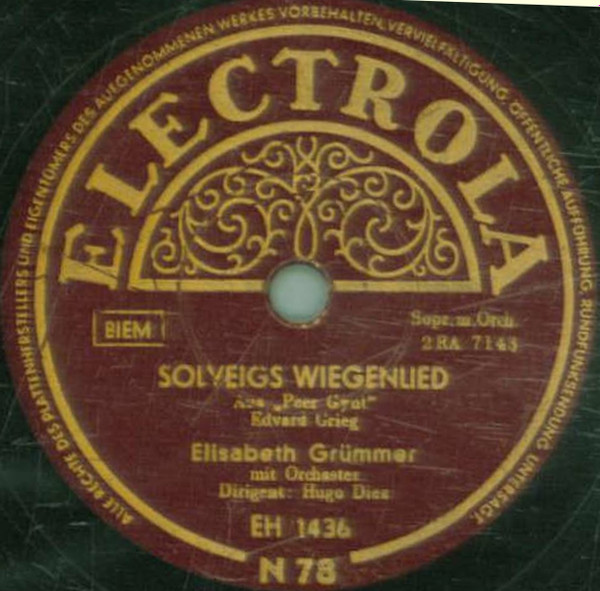 ALLE RECHTE DES PLATTENHERSTELLERS UND EIGENTÜMERS DES AUFGENOMMENEN WERKES VORBEHALTEN, VERVIELFÄLTIGUNG, ÖFFENTLICHE AUFFÜHRUNG, RUNDFUNKSENDUNG UNTERSAGT.
ELECTROLA
BIEM
Sopr. m. Orch.
2RA 7143
SOLVEIGS WIEGENLIED
Aus „Peer Gynt"
Edvard Grieg
Elisabeth Grümmer
mit Orchester
Dirigent: Hugo Diez
EH 1436
N 78